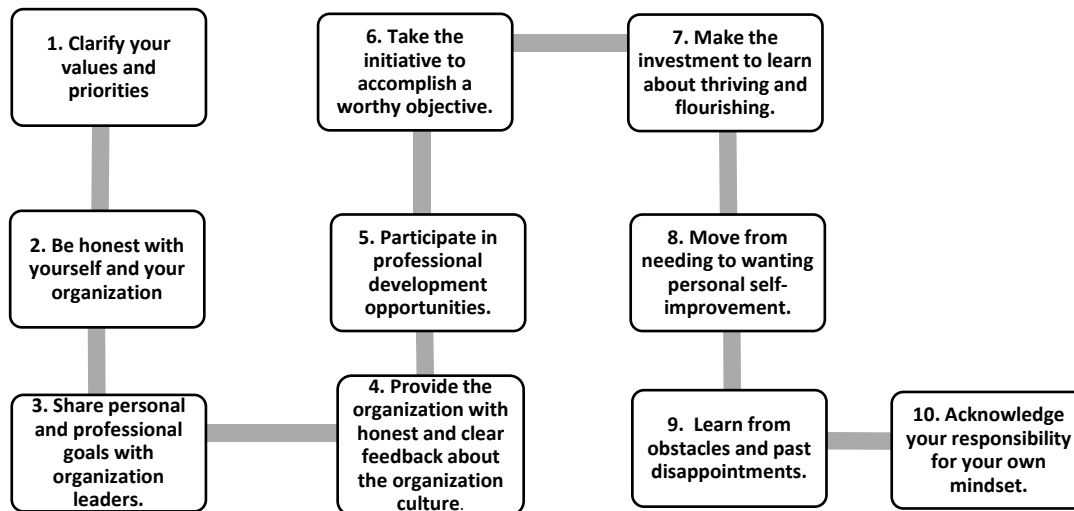 1. Clarify your
values and
priorities
2. Be honest with
yourself and your
organization
3. Share personal
and professional
goals with
organization
leaders.
4. Provide the
organization with
honest and clear
feedback about
the organization
culture.
5. Participate in
professional
development
opportunities.
6. Take the
initiative to
accomplish a
worthy objective.
7. Make the
investment to learn
about thriving and
flourishing.
8. Move from
needing to wanting
personal self-
improvement.
9. Learn from
obstacles and past
disappointments.
10. Acknowledge
your responsibility
for your own
mindset.